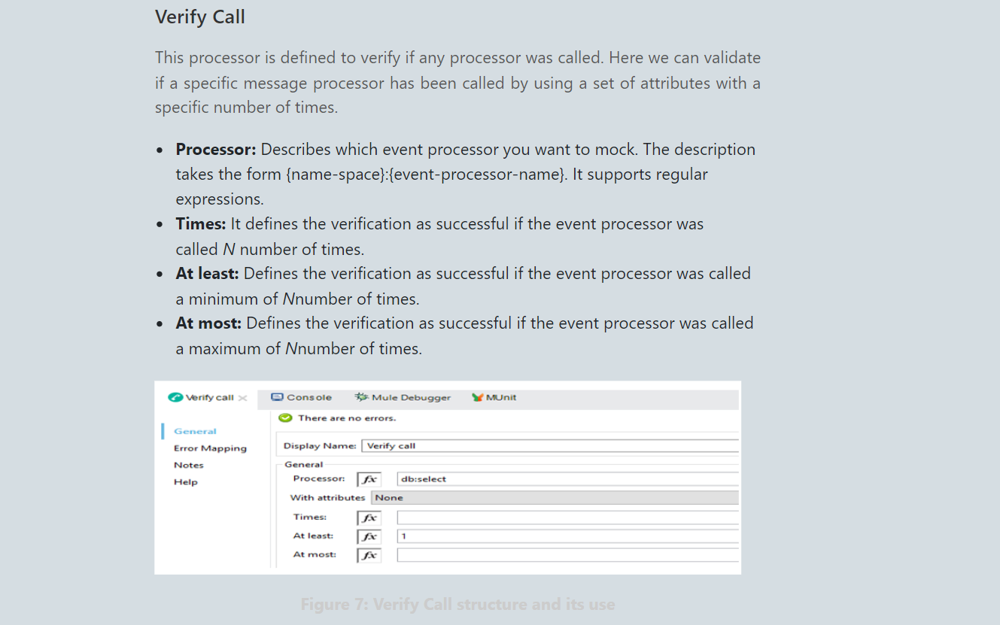 Verify Call
This processor is defined to verify if any processor was called. Here we can validate
if a specific message processor has been called by using a set of attributes with a
specific number of times.
• Processor: Describes which event processor you want to mock. The description
takes the form {name-space}:{event-processor-name}. It supports regular
expressions.
• Times: It defines the verification as successful if the event processor was
called N number of times.
• At least: Defines the verification as successful if the event processor was called
a minimum of Nnumber of times.
• At most: Defines the verification as successful if the event processor was called
a maximum of Nnumber of times.
Verify call Console Mule Debugger MUnit
There are no errors.
General
Error Mapping
Notes
Help
Display Name: Verify call
General
Processor: fx db:select
With attributes None
Times: fx
At least: fx 1
At most: fx
Figure 7: Verify Call structure and its use